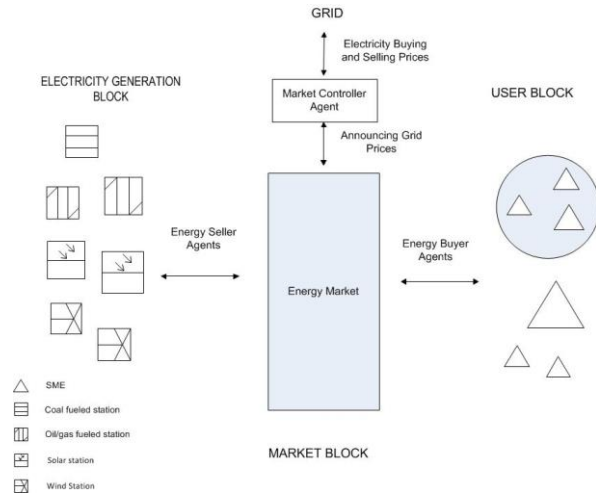 GRID
Electricity Buying
and Selling Prices
ELECTRICITY GENERATION
BLOCK
Market Controller
Agent
USER BLOCK
Announcing Grid
Prices
Energy Seller
Agents
Energy Buyer
Agents
Energy Market
SME
Coal fueled station
Oil/gas fueled station
Solar station
Wind Station
MARKET BLOCK